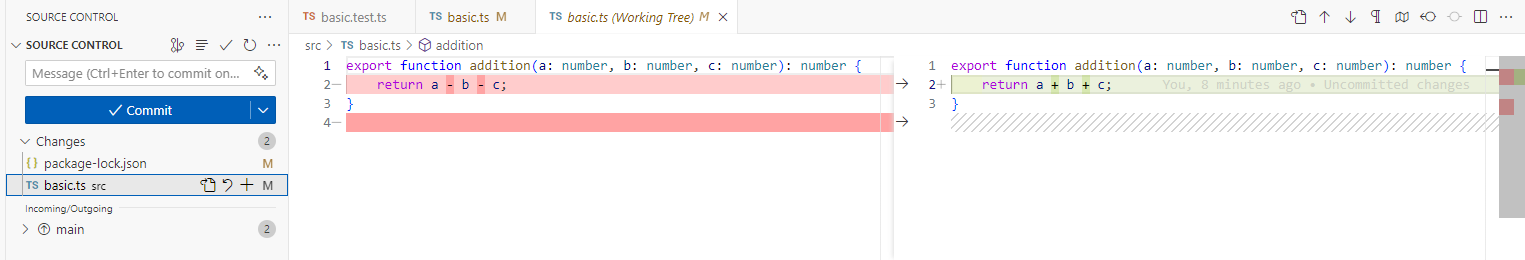 SOURCE CONTROL
SOURCE CONTROL
Message (Ctrl+Enter to commit on...
Commit
Changes 2
{} package-lock.json M
TS basic.ts src M
Incoming/Outgoing
main 2
TS basic.test.ts
TS basic.ts M
TS basic.ts (Working Tree) M
src > TS basic.ts > addition
1 export function addition(a: number, b: number, c: number): number {
2− return a - b - c;
3 }
4−
1 export function addition(a: number, b: number, c: number): number {
2+ return a + b + c; You, 8 minutes ago • Uncommitted changes
3 }